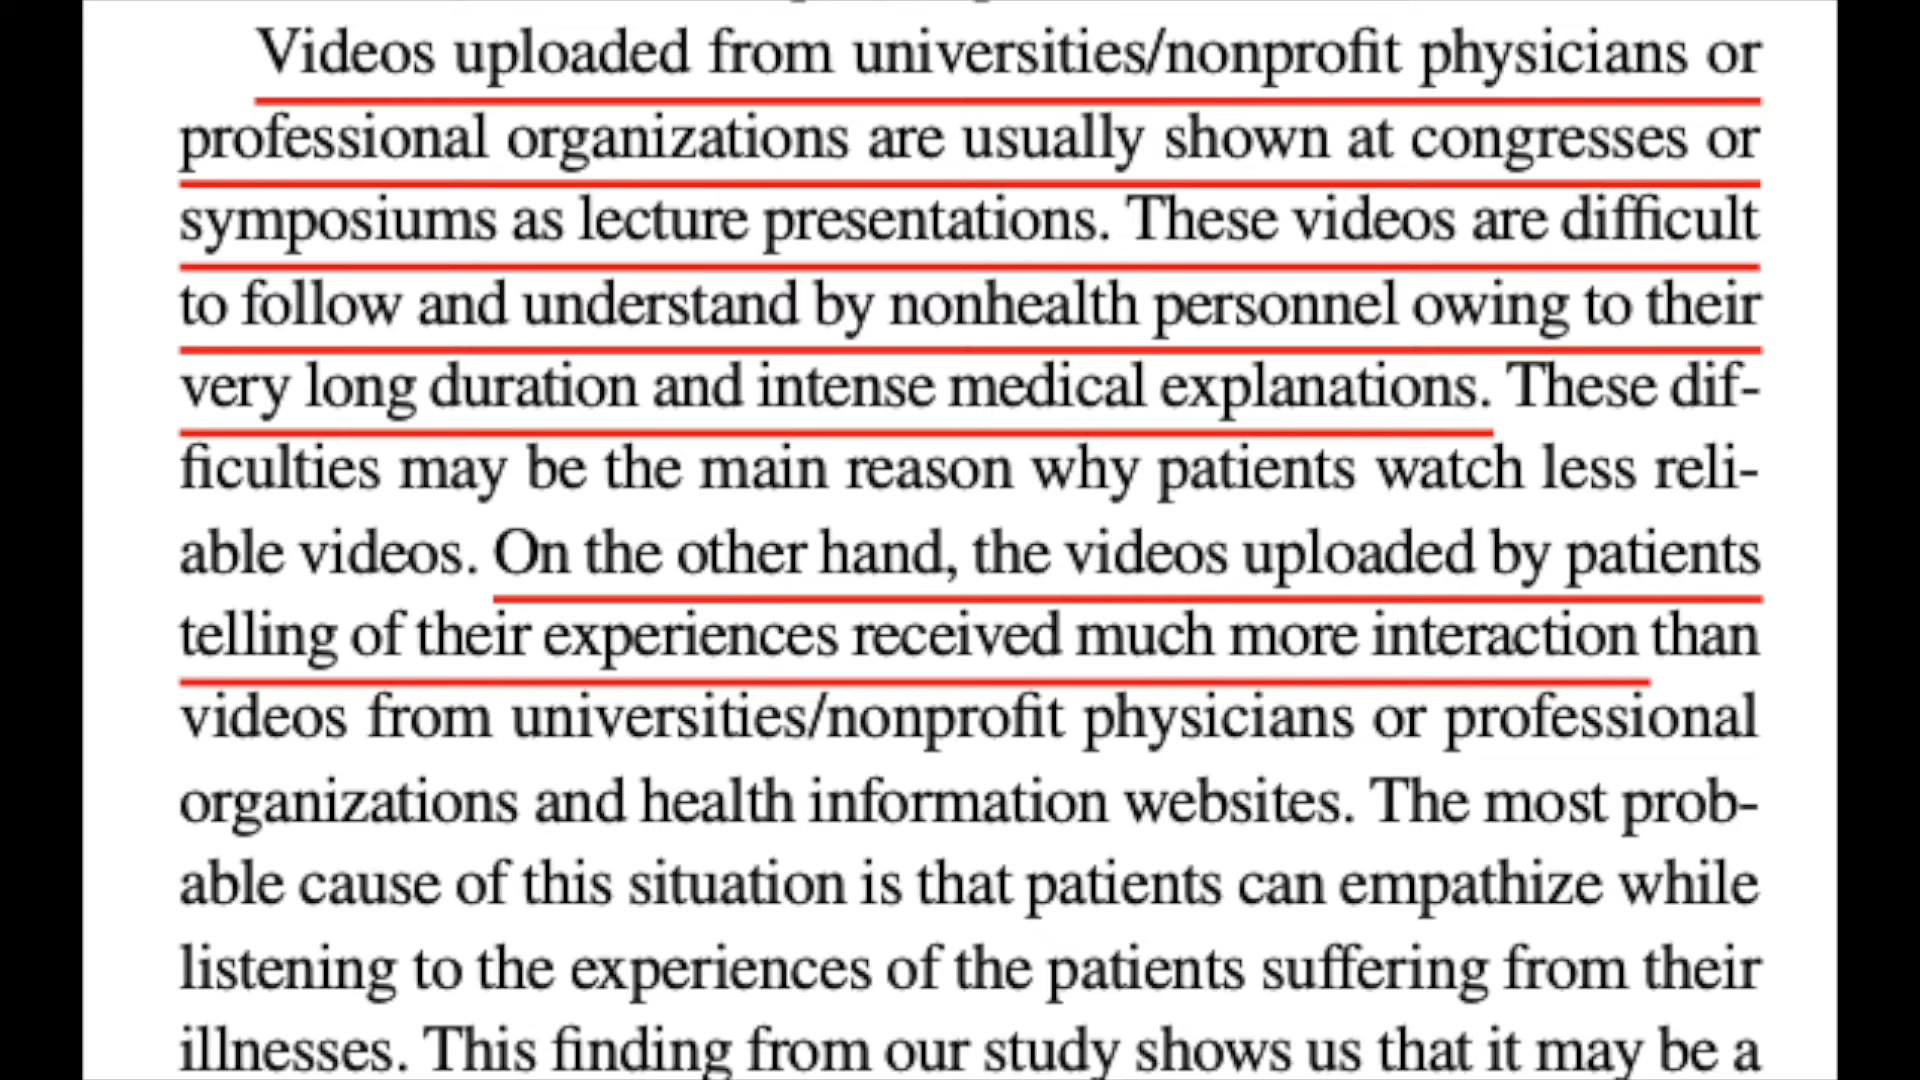 Videos uploaded from universities/nonprofit physicians or
professional organizations are usually shown at congresses or
symposiums as lecture presentations. These videos are difficult
to follow and understand by nonhealth personnel owing to their
very long duration and intense medical explanations. These dif-
ficulties may be the main reason why patients watch less reli-
able videos. On the other hand, the videos uploaded by patients
telling of their experiences received much more interaction than
videos from universities/nonprofit physicians or professional
organizations and health information websites. The most prob-
able cause of this situation is that patients can empathize while
listening to the experiences of the patients suffering from their
illnesses. This finding from our study shows us that it may be a